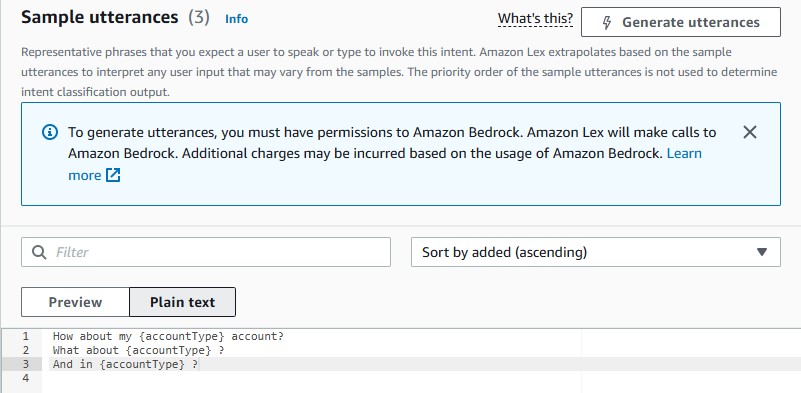 Sample utterances (3) Info What's this? Generate utterances
Representative phrases that you expect a user to speak or type to invoke this intent. Amazon Lex extrapolates based on the sample
utterances to interpret any user input that may vary from the samples. The priority order of the sample utterances is not used to determine
intent classification output.
To generate utterances, you must have permissions to Amazon Bedrock. Amazon Lex will make calls to
Amazon Bedrock. Additional charges may be incurred based on the usage of Amazon Bedrock. Learn
more
Filter Sort by added (ascending)
Preview Plain text
1 How about my {accountType} account?
2 What about {accountType} ?
3 And in {accountType} ?
4